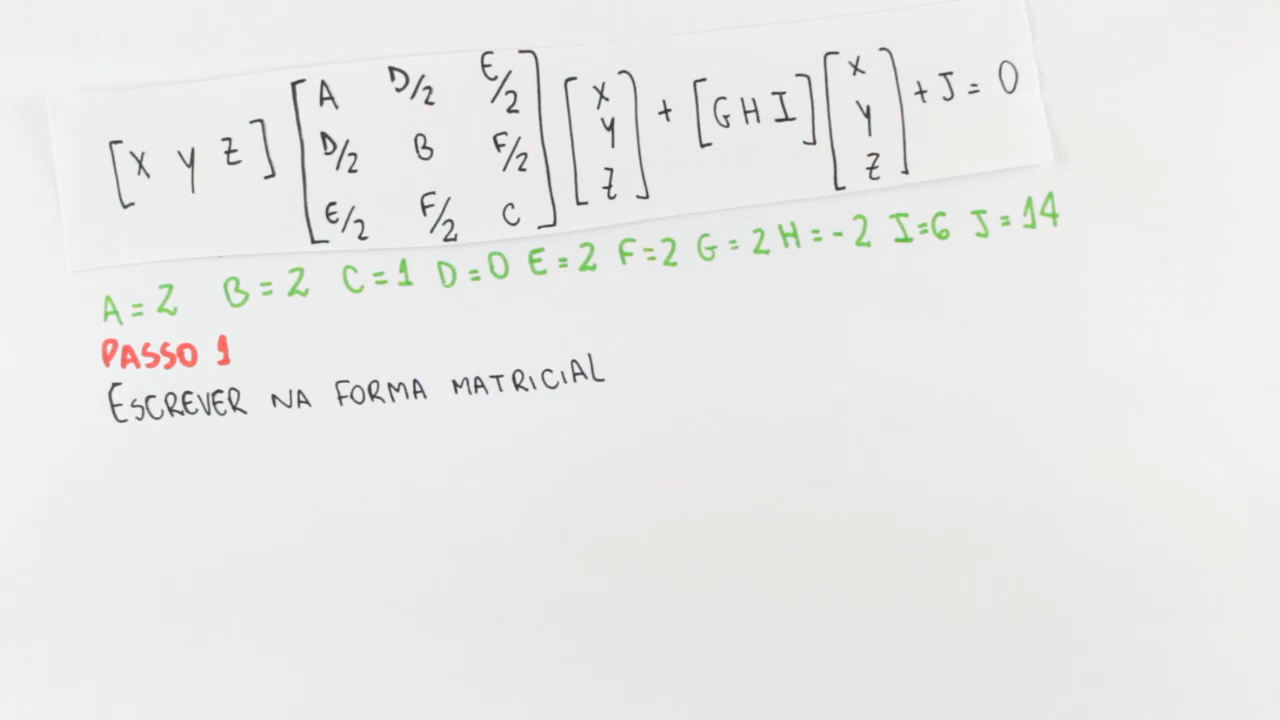 [X Y Z] [A D/2 E/2; D/2 B F/2; E/2 F/2 C] [X; Y; Z] + [G H I] [X; Y; Z] + J = 0
A = 2 B = 2 C = 1 D = 0 E = 2 F = 2 G = 2 H = -2 I = 6 J = 14
PASSO 1
ESCREVER NA FORMA MATRICIAL